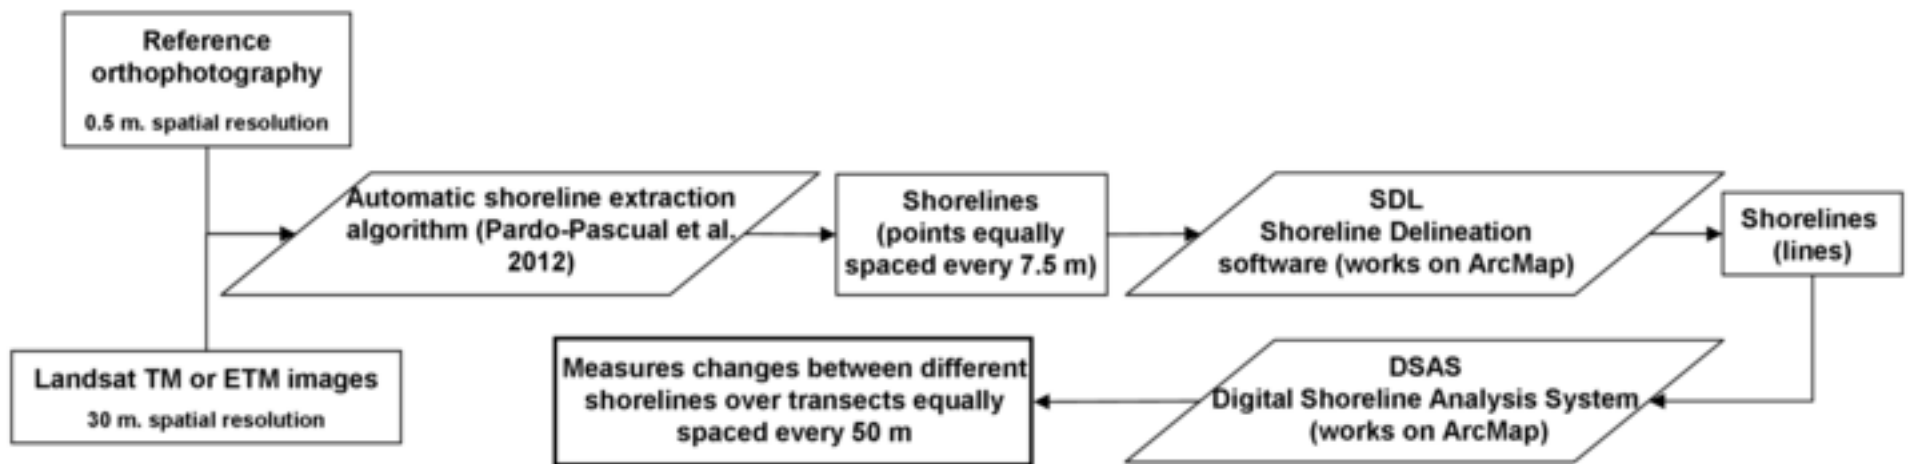 Reference
orthophotography
0.5 m. spatial resolution
Automatic shoreline extraction
algorithm (Pardo-Pascual et al.
2012)
Shorelines
(points equally
spaced every 7.5 m)
SDL
Shoreline Delineation
software (works on ArcMap)
Shorelines
(lines)
Landsat TM or ETM images
30 m. spatial resolution
Measures changes between different
shorelines over transects equally
spaced every 50 m
DSAS
Digital Shoreline Analysis System
(works on ArcMap)